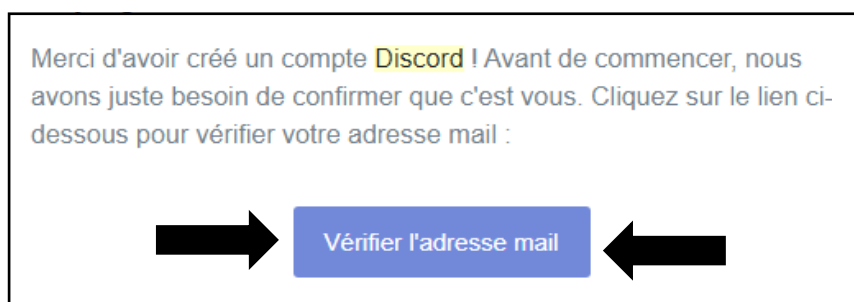 Merci d'avoir créé un compte Discord ! Avant de commencer, nous
avons juste besoin de confirmer que c'est vous. Cliquez sur le lien ci-
dessous pour vérifier votre adresse mail :
Vérifier l'adresse mail